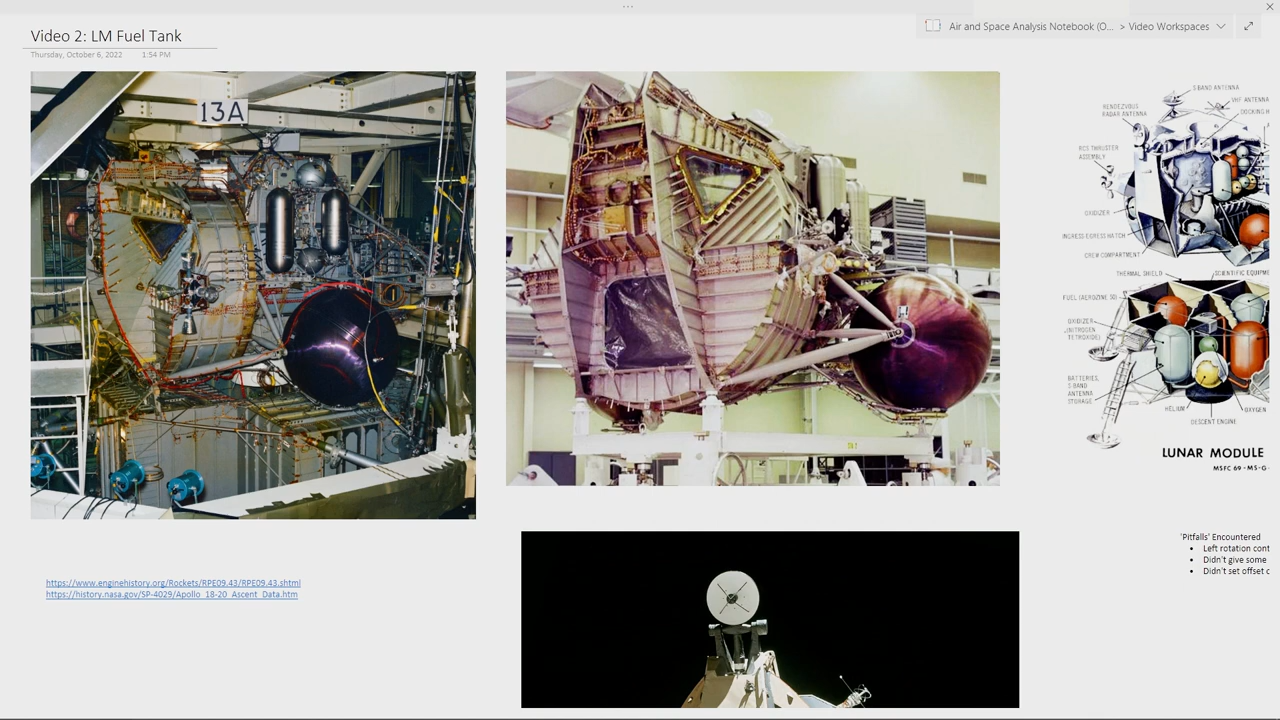 Video 2: LM Fuel Tank
Thursday, October 6, 2022 1:54 PM
Air and Space Analysis Notebook (O... > Video Workspaces
13A
S-BAND ANTENNA
RENDEZVOUS
RADAR ANTENNA
VHF ANTENNA
DOCKING H
RCS THRUSTER
ASSEMBLY
OXIDIZER
INGRESS-EGRESS HATCH
CREW COMPARTMENT
THERMAL SHIELD
SCIENTIFIC EQUIPME
FUEL (AEROZINE 50)
OXIDIZER
(NITROGEN
TETROXIDE)
BATTERIES,
S-BAND
ANTENNA
STORAGE
HELIUM
OXYGEN
DESCENT ENGINE
LUNAR MODULE
MSFC 69-MS-G-
'Pitfalls' Encountered
• Left rotation cont
• Didn't give some
• Didn't set offset c
https://www.enginehistory.org/Rockets/RPE09.43/RPE09.43.shtml
https://history.nasa.gov/SP-4029/Apollo_18-20_Ascent_Data.htm